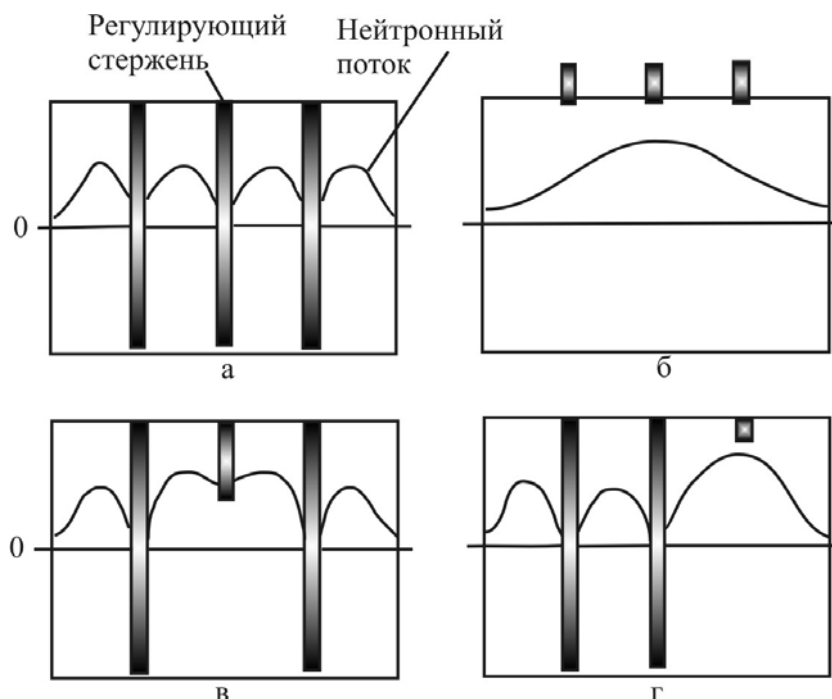 Регулирующий
стержень
Нейтронный
поток
0
а
б
0
в
г